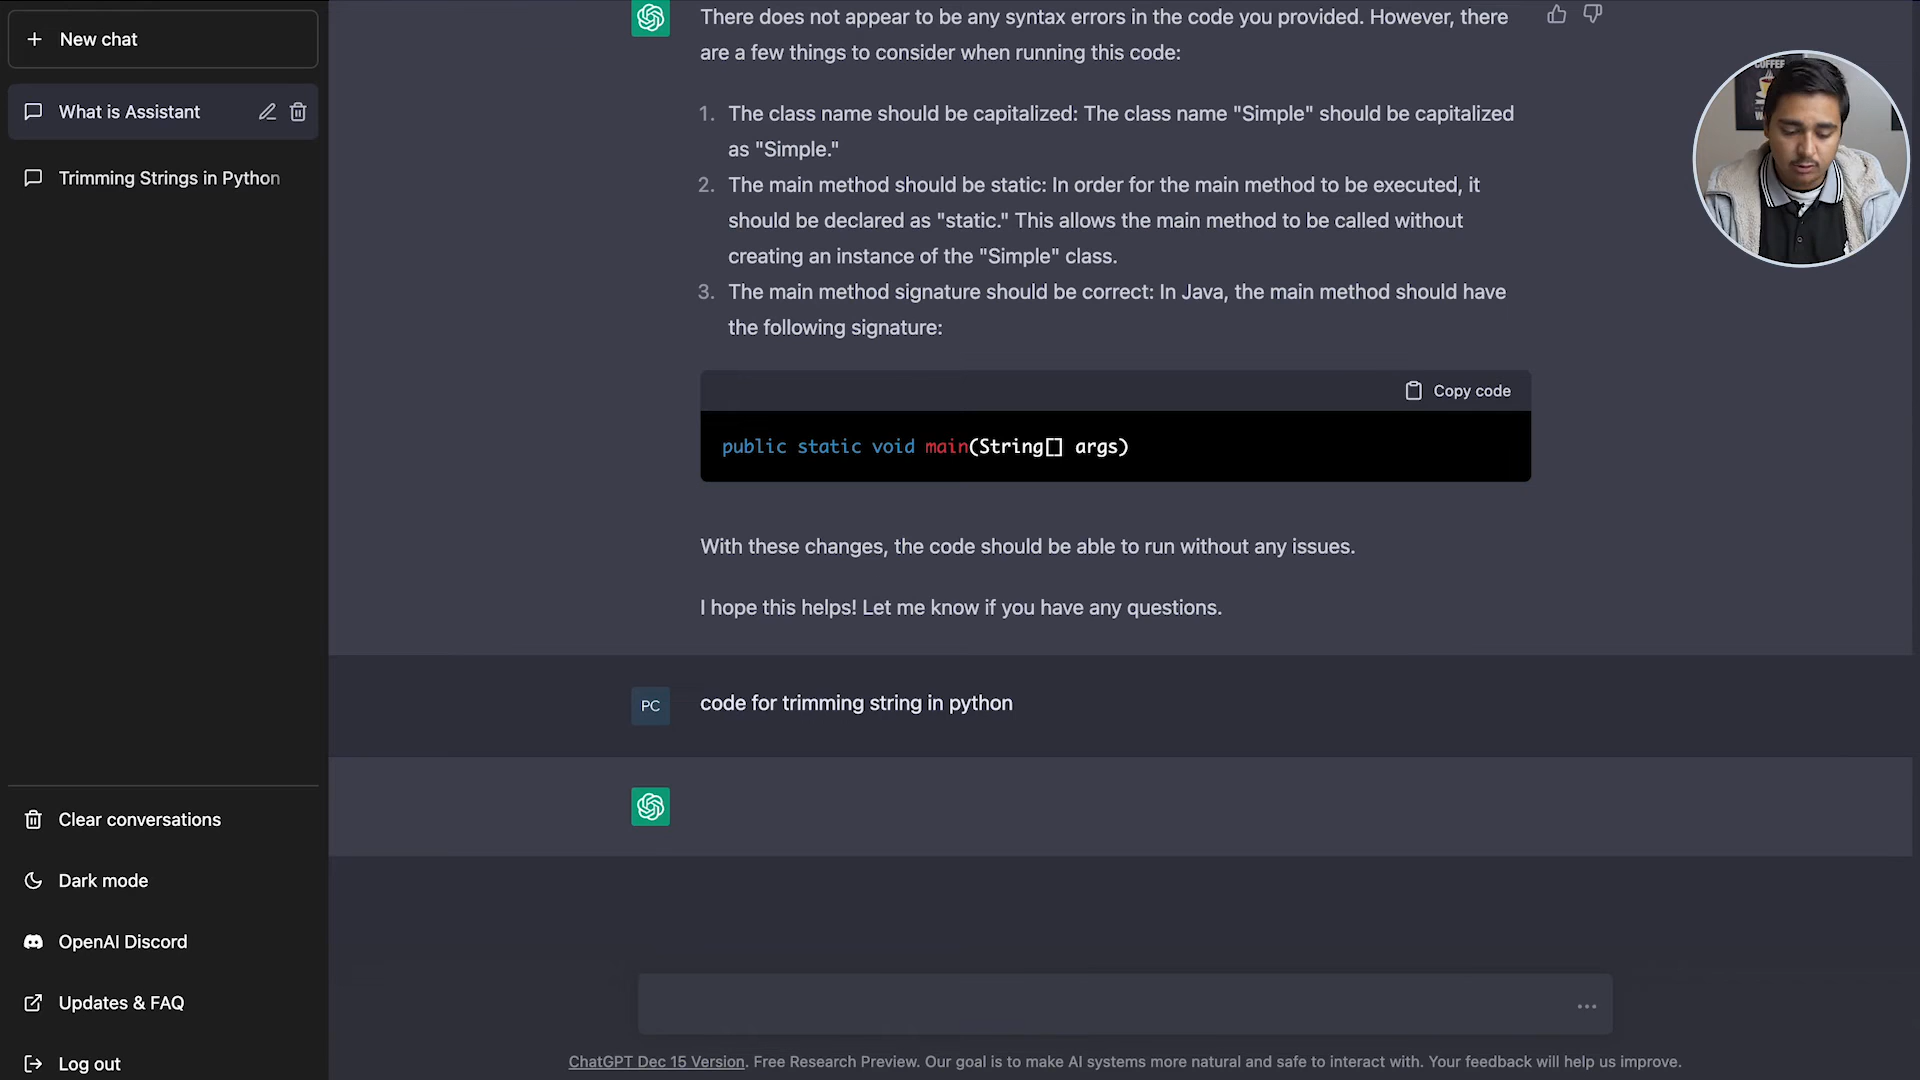 New chat
What is Assistant
Trimming Strings in Python
Clear conversations
Dark mode
OpenAI Discord
Updates & FAQ
Log out
There does not appear to be any syntax errors in the code you provided. However, there
are a few things to consider when running this code:
1. The class name should be capitalized: The class name "Simple" should be capitalized
as "Simple."
2. The main method should be static: In order for the main method to be executed, it
should be declared as "static." This allows the main method to be called without
creating an instance of the "Simple" class.
3. The main method signature should be correct: In Java, the main method should have
the following signature:
Copy code
public static void main(String[] args)
With these changes, the code should be able to run without any issues.
I hope this helps! Let me know if you have any questions.
PC
code for trimming string in python
ChatGPT Dec 15 Version. Free Research Preview. Our goal is to make AI systems more natural and safe to interact with. Your feedback will help us improve.
COFFEE